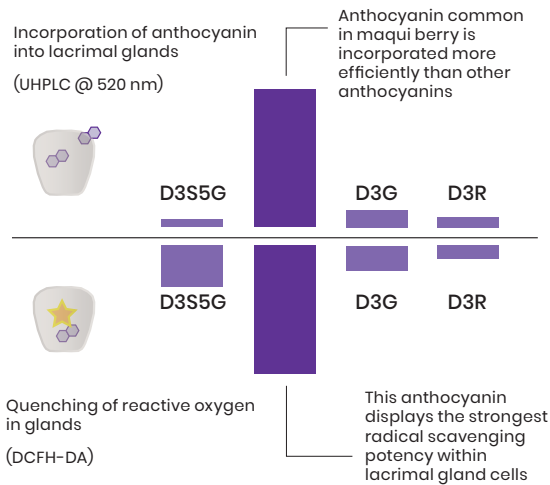 Incorporation of anthocyanin
into lacrimal glands
(UHPLC @ 520 nm)
Anthocyanin common
in maqui berry is
incorporated more
efficiently than other
anthocyanins
D3S5G
D3G
D3R
D3S5G
D3G
D3R
Quenching of reactive oxygen
in glands
(DCFH-DA)
This anthocyanin
displays the strongest
radical scavenging
potency within
lacrimal gland cells